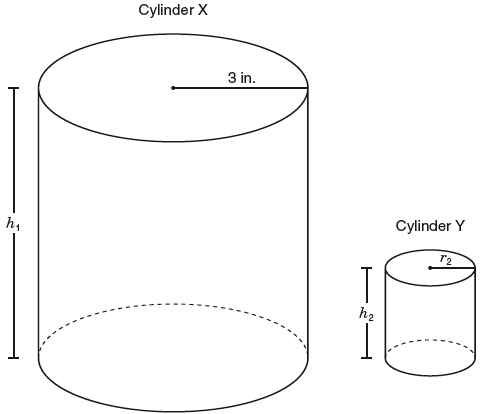 Cylinder X
3 in.
h₁
Cylinder Y
r₂
h₂